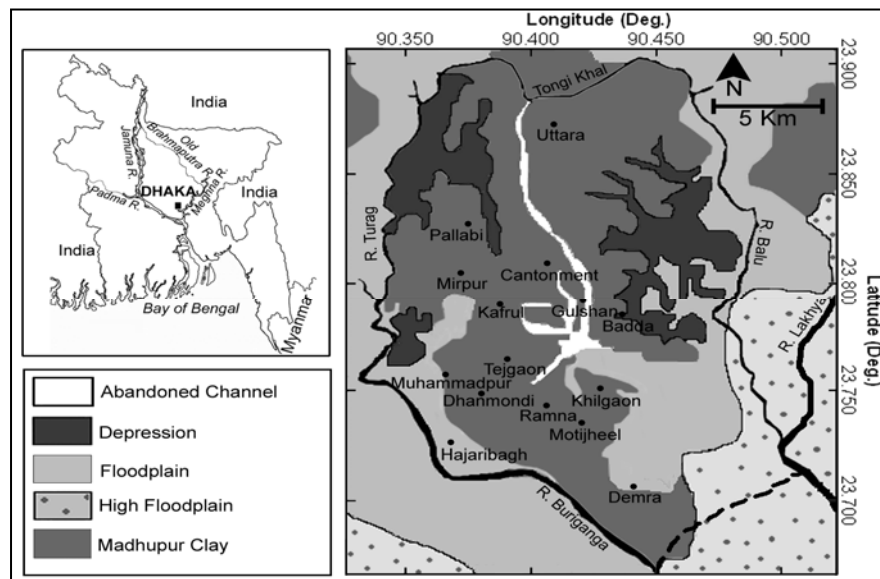 India
Jamuna R.
Old
Brahmaputra R.
Padma R.
DHAKA
Meghna R.
India
India
Bay of Bengal
Myanmar
Abandoned Channel
Depression
Floodplain
High Floodplain
Madhupur Clay
Longitude (Deg.)
90.350 90.400 90.450 90.500
Latitude (Deg.)
23.900
23.850
23.800
23.750
23.700
N
5 Km
Tongi Khal
Uttara
R. Turag
Pallabi
Cantonment
Mirpur
Kafrul
Gulshan
Badda
R. Balu
R. Lakhya
Tejgaon
Muhammadpur
Dhanmondi
Khilgaon
Ramna
Motijheel
Hajaribagh
Demra
R. Buriganga